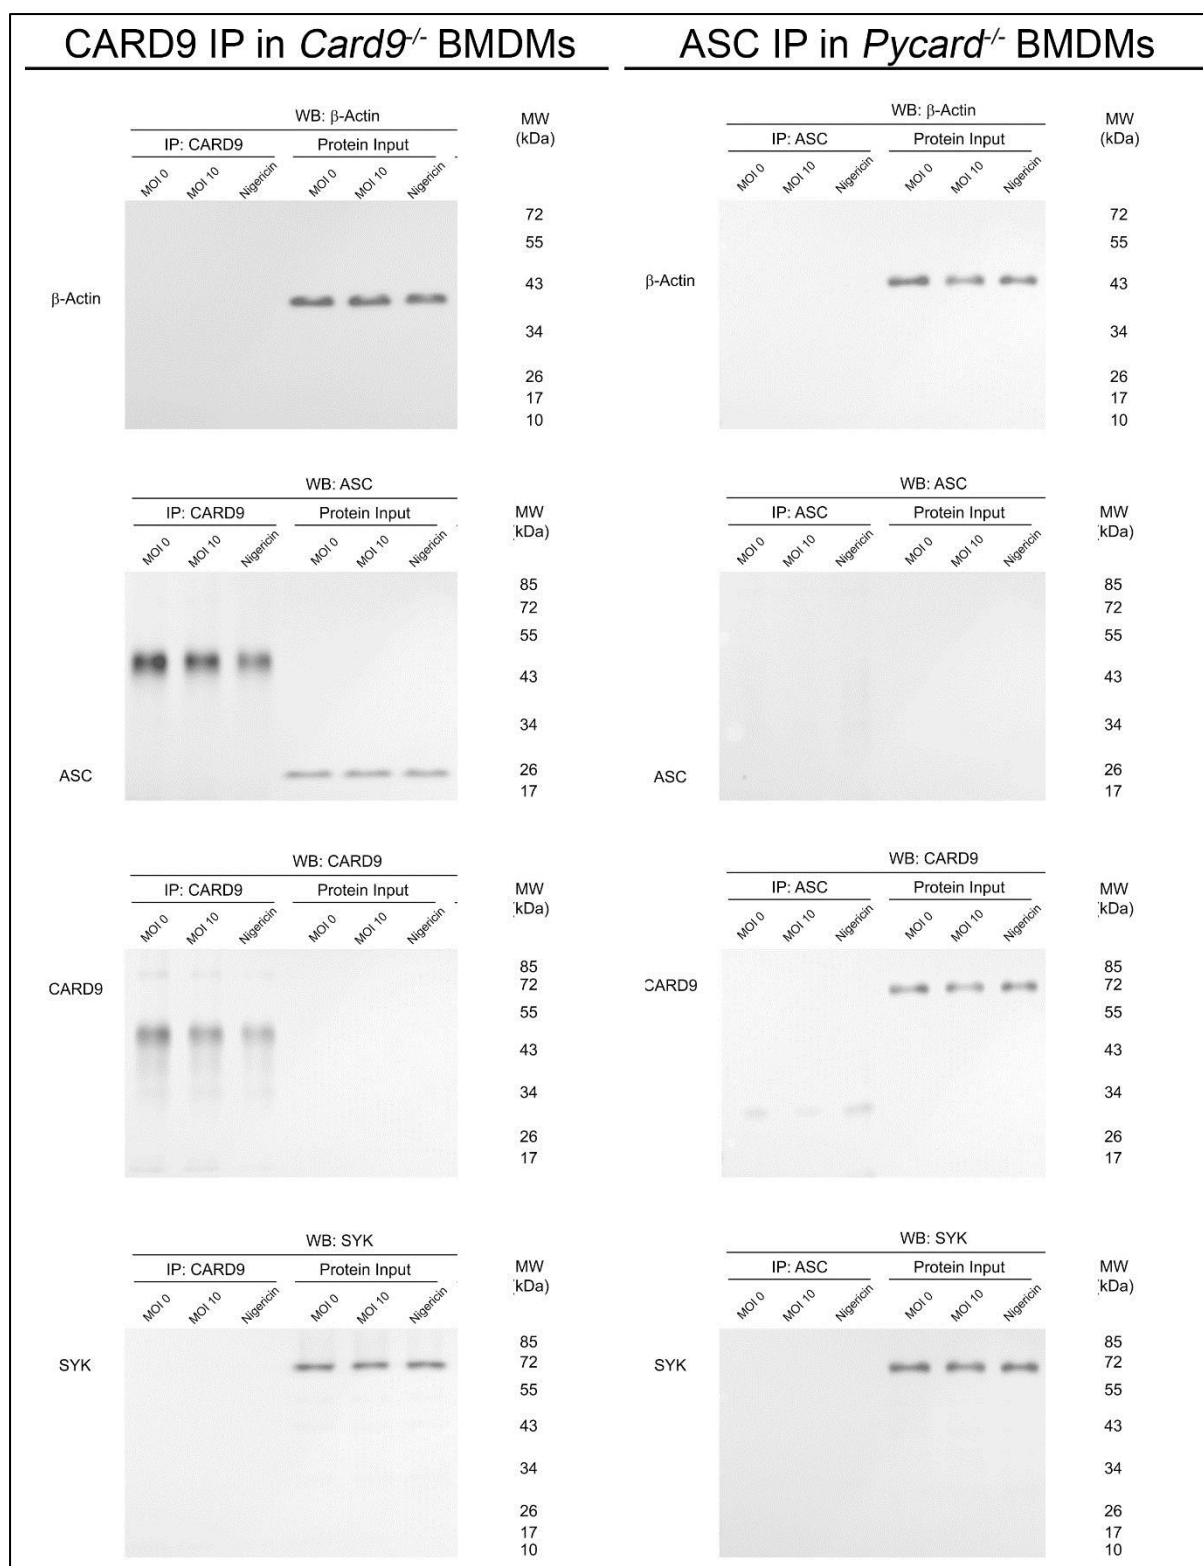 CARD9 IP in Card9-/- BMDMs
WB: β-Actin
MW
(kDa)
IP: CARD9 Protein Input
MOI 0 MOI 10 Nigericin MOI 0 MOI 10 Nigericin
72
55
β-Actin 43
34
26
17
10
WB: ASC
MW
(kDa)
IP: CARD9 Protein Input
MOI 0 MOI 10 Nigericin MOI 0 MOI 10 Nigericin
85
72
55
43
34
ASC 26
17
WB: CARD9
IP: CARD9 Protein Input MW
(kDa)
MOI 0 MOI 10 Nigericin MOI 0 MOI 10 Nigericin
85
CARD9 72
55
43
34
26
17
WB: SYK
IP: CARD9 Protein Input MW
(kDa)
MOI 0 MOI 10 Nigericin MOI 0 MOI 10 Nigericin
85
SYK 72
55
43
34
26
17
10
ASC IP in Pycard-/- BMDMs
WB: β-Actin
MW
(kDa)
IP: ASC Protein Input
MOI 0 MOI 10 Nigericin MOI 0 MOI 10 Nigericin
72
55
β-Actin 43
34
26
17
10
WB: ASC
MW
(kDa)
IP: ASC Protein Input
MOI 0 MOI 10 Nigericin MOI 0 MOI 10 Nigericin
85
72
55
43
34
ASC 26
17
WB: CARD9
IP: ASC Protein Input MW
(kDa)
MOI 0 MOI 10 Nigericin MOI 0 MOI 10 Nigericin
85
CARD9 72
55
43
34
26
17
WB: SYK
IP: ASC Protein Input MW
(kDa)
MOI 0 MOI 10 Nigericin MOI 0 MOI 10 Nigericin
85
SYK 72
55
43
34
26
17
10